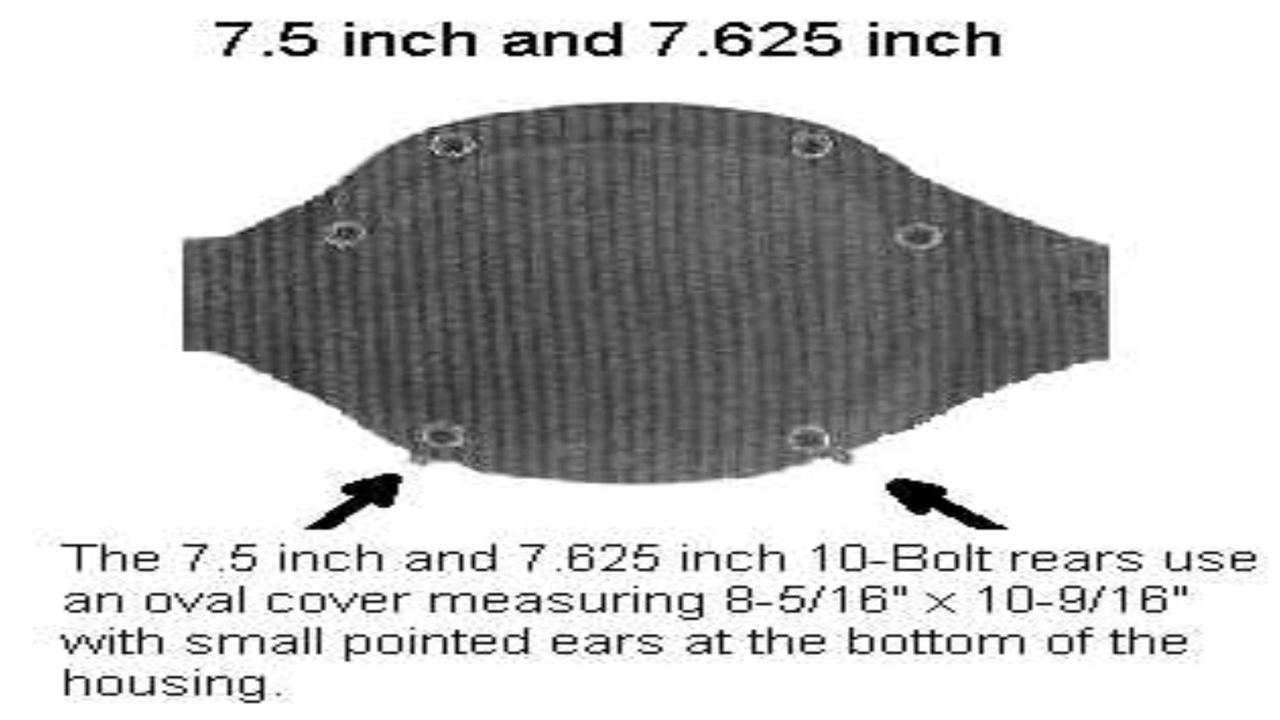 7.5 inch and 7.625 inch
The 7.5 inch and 7.625 inch 10-Bolt rears use
an oval cover measuring 8-5/16" x 10-9/16"
with small pointed ears at the bottom of the
housing.